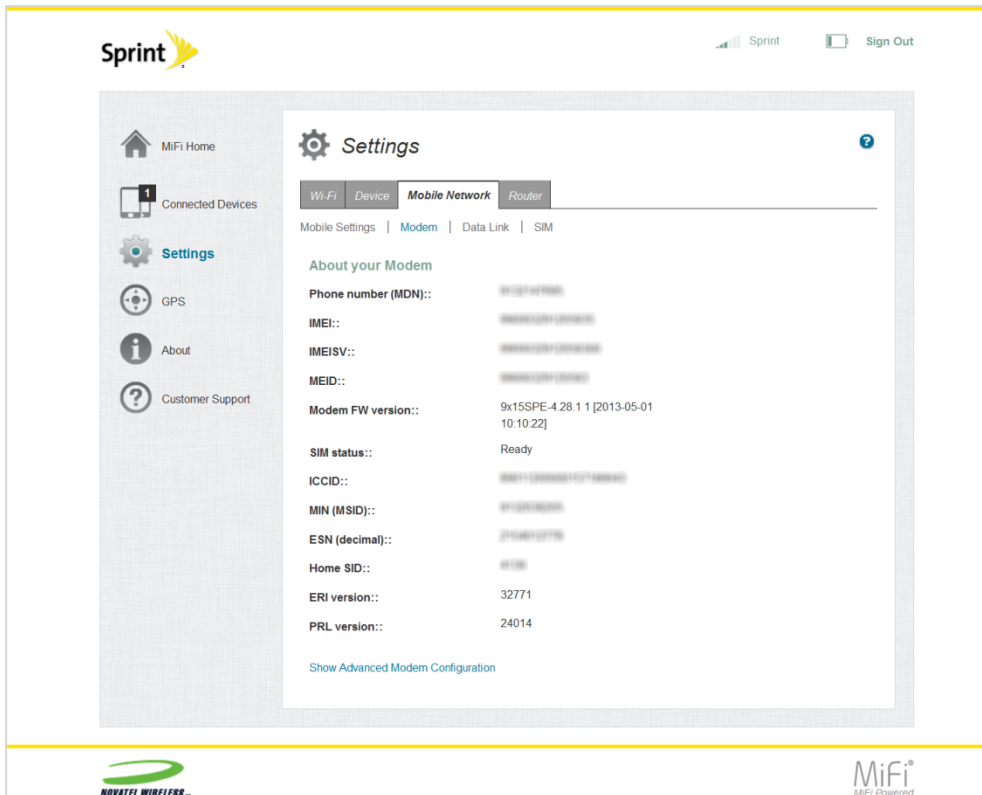 Sprint
Sprint
Sign Out
MiFi Home
1
Connected Devices
Settings
GPS
About
Customer Support
Settings
Wi-Fi Device Mobile Network Router
Mobile Settings | Modem | Data Link | SIM
About your Modem
Phone number (MDN)::
IMEI::
IMEISV::
MEID::
Modem FW version:: 9x15SPE-4.28.1 1 [2013-05-01
10:10:22]
SIM status:: Ready
ICCID::
MIN (MSID)::
ESN (decimal)::
Home SID::
ERI version:: 32771
PRL version:: 24014
Show Advanced Modem Configuration
NOVATEL WIRELESS
MiFi®
MiFi Powered